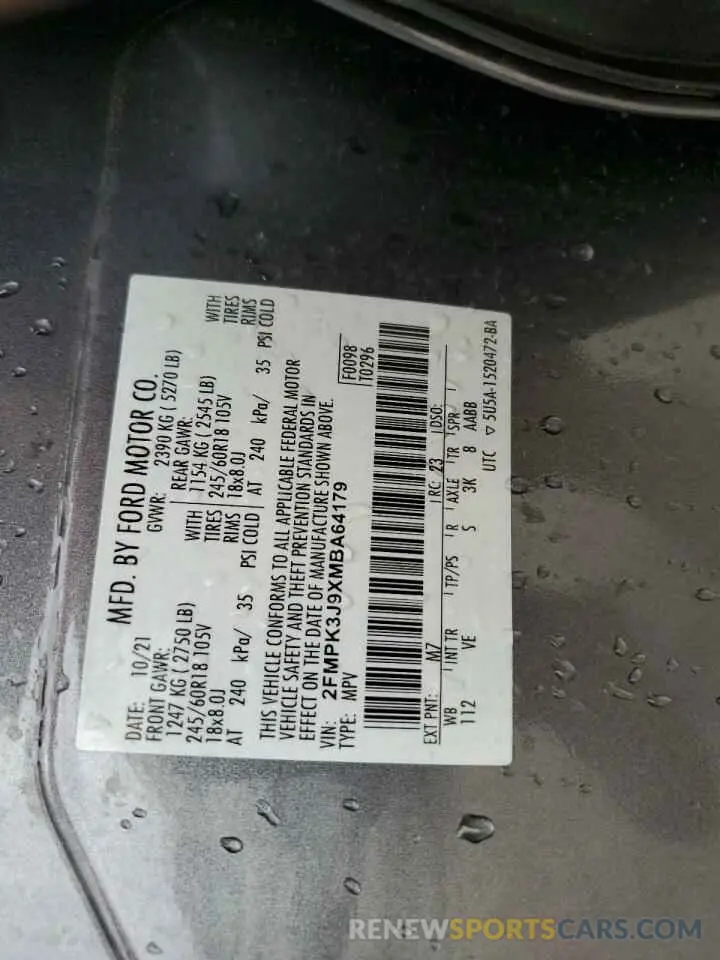 MFD. BY FORD MOTOR CO.
DATE: 10/21 GVWR: 2390 KG ( 5270 LB)
FRONT GAWR: REAR GAWR:
1247 KG ( 2750 LB) WITH 1154 KG ( 2545 LB) WITH
245/60R18 105V TIRES 245/60R18 105V TIRES
18x8.0J RIMS 18x8.0J RIMS
AT 240 kPa/ 35 PSI COLD AT 240 kPa/ 35 PSI COLD
THIS VEHICLE CONFORMS TO ALL APPLICABLE FEDERAL MOTOR
VEHICLE SAFETY AND THEFT PREVENTION STANDARDS IN
EFFECT ON THE DATE OF MANUFACTURE SHOWN ABOVE.
VIN: 2FMPK3J9XMBA64179
TYPE: MPV
F0098
T0296
EXT PNT: M7 RC: 23 DSO:
WB INT TR TP/PS R AXLE TR SPR
112 VE S 3K 8 AABB
UTC ▽ 5U5A-1520472-BA
RENEWSPORTSCARS.COM